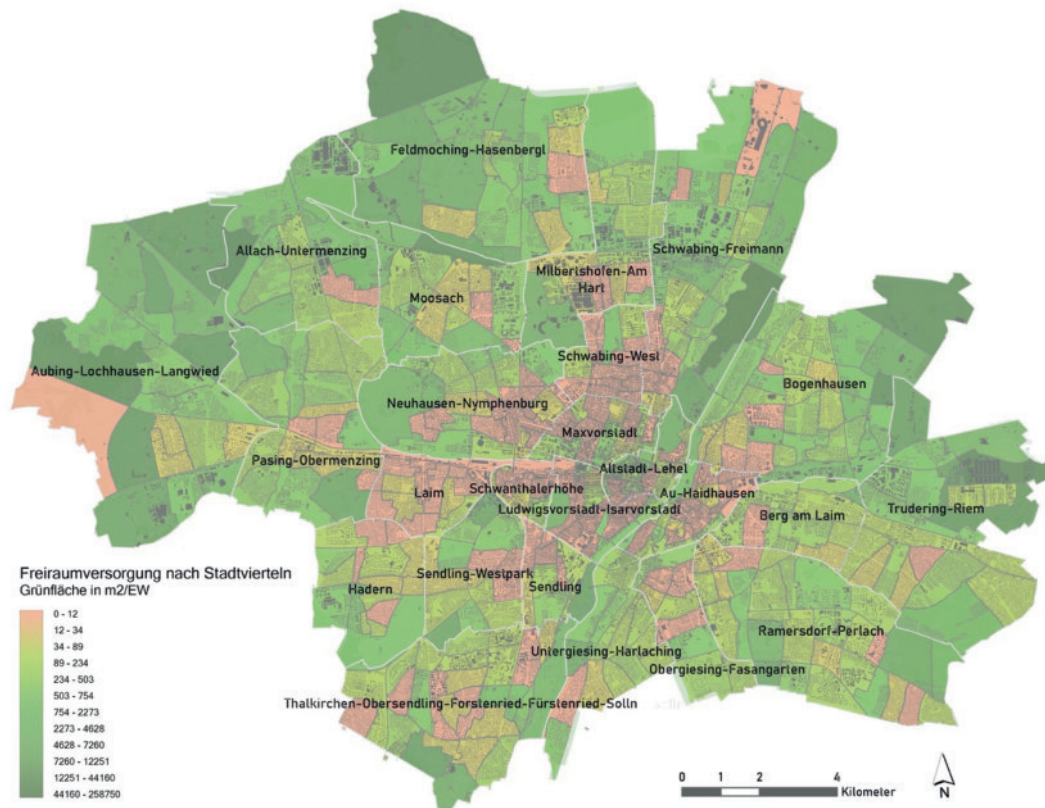 Feldmoching-Hasenbergl
Allach-Untermenzing
Schwabing-Freimann
Moosach
Milbertshofen-Am
Hart
Aubing-Lochhausen-Langwied
Schwabing-West
Bogenhausen
Neuhausen-Nymphenburg
Maxvorstadt
Pasing-Obermenzing
Altstadt-Lehel
Laim
Schwanthalerhöhe
Au-Haidhausen
Trudering-Riem
Ludwigsvorstadt-Isarvorstadt
Berg am Laim
Freiraumversorgung nach Stadtvierteln
Grünfläche in m2/EW
0 - 12
12 - 34
34 - 89
89 - 234
234 - 503
503 - 754
754 - 2273
2273 - 4628
4628 - 7260
7260 - 12251
12251 - 44160
44160 - 258750
Hadern
Sendling-Westpark
Sendling
Ramersdorf-Perlach
Untergiesing-Harlaching
Obergiesing-Fasangarten
Thalkirchen-Obersendling-Forstenried-Fürstenried-Solln
0 1 2 4
Kilometer
N